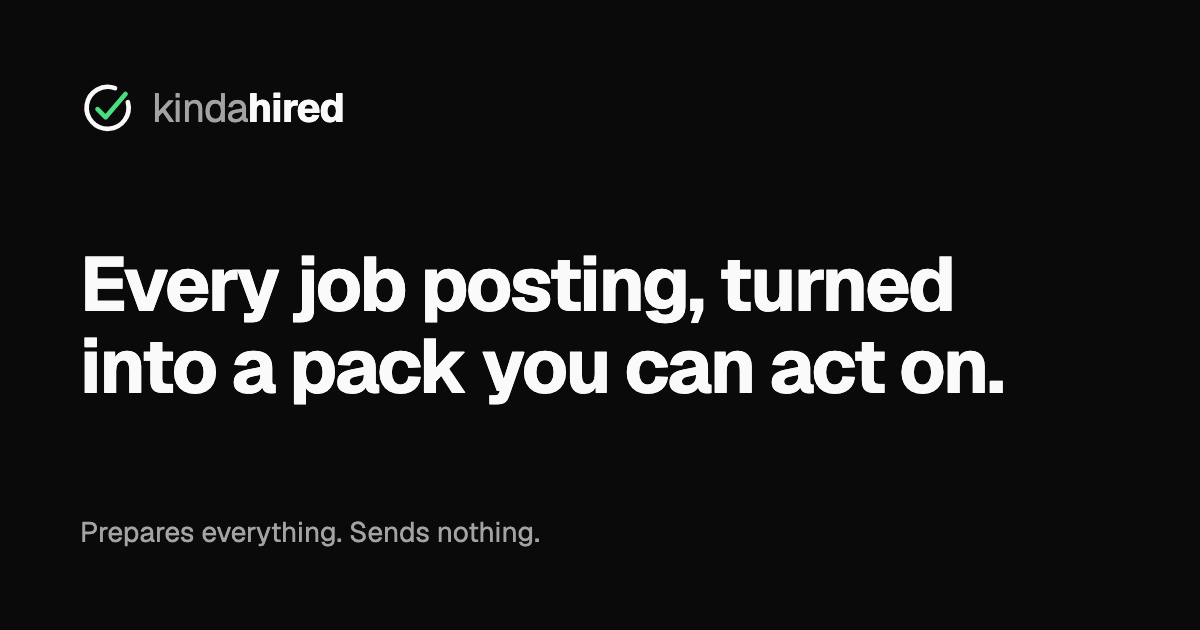 kindahired
Every job posting, turned
into a pack you can act on.
Prepares everything. Sends nothing.